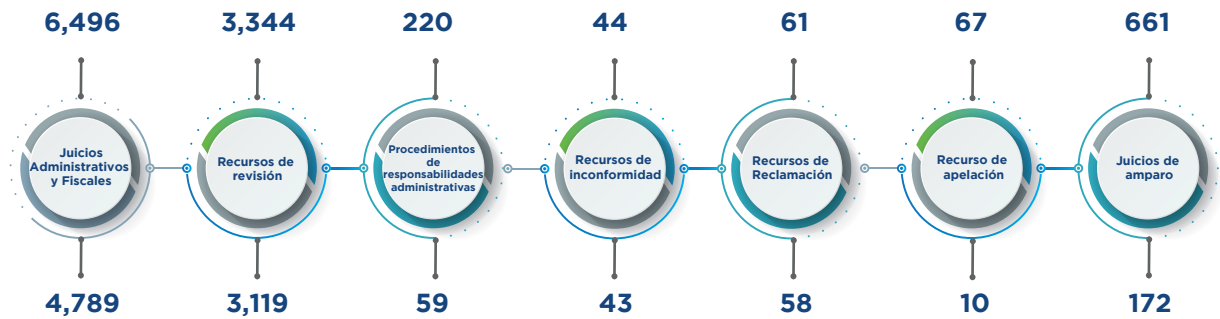 6,496
3,344
220
44
61
67
661
Juicios
Administrativos
y Fiscales
Recursos de
revisión
Procedimientos
de
responsabilidades
administrativas
Recursos de
inconformidad
Recursos de
Reclamación
Recurso de
apelación
Juicios de
amparo
4,789
3,119
59
43
58
10
172